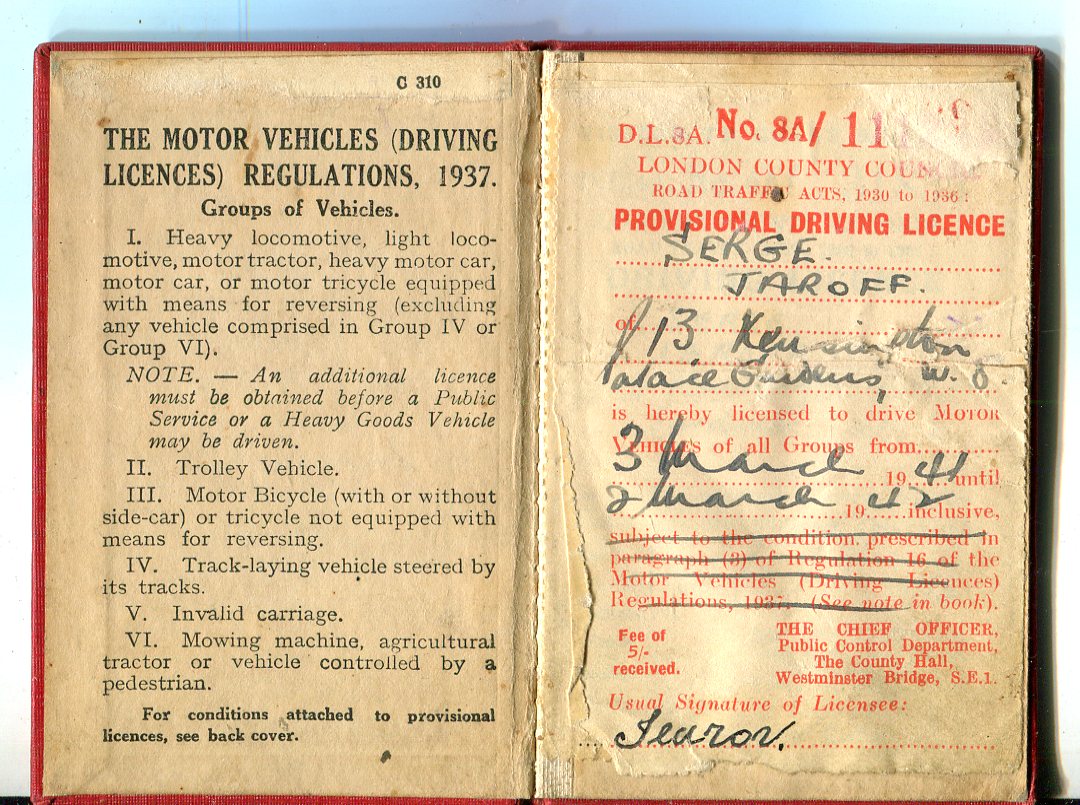 C 310
THE MOTOR VEHICLES (DRIVING
LICENCES) REGULATIONS, 1937.
Groups of Vehicles.
I. Heavy locomotive, light loco-
motive, motor tractor, heavy motor car,
motor car, or motor tricycle equipped
with means for reversing (excluding
any vehicle comprised in Group IV or
Group VI).
NOTE. — An additional licence
must be obtained before a Public
Service or a Heavy Goods Vehicle
may be driven.
II. Trolley Vehicle.
III. Motor Bicycle (with or without
side-car) or tricycle not equipped with
means for reversing.
IV. Track-laying vehicle steered by
its tracks.
V. Invalid carriage.
VI. Mowing machine, agricultural
tractor or vehicle controlled by a
pedestrian.
For conditions attached to provisional
licences, see back cover.
D.L.8A. No. 8A/
LONDON COUNTY COUNCIL
ROAD TRAFFIC ACTS, 1930 to 1936:
PROVISIONAL DRIVING LICENCE
SERGE.
JAROFF.
of 13, Kensington
Palace Gardens, W. 8.
is hereby licensed to drive MOTOR
VEHICLES of all Groups from
3 March 1941 until
2 March 1942 inclusive,
subject to the condition prescribed in
paragraph (3) of Regulation 16 of the
Motor Vehicles (Driving Licences)
Regulations, 1937. (See note in book).
Fee of
5/-
received.
THE CHIEF OFFICER,
Public Control Department,
The County Hall,
Westminster Bridge, S.E.1.
Usual Signature of Licensee: